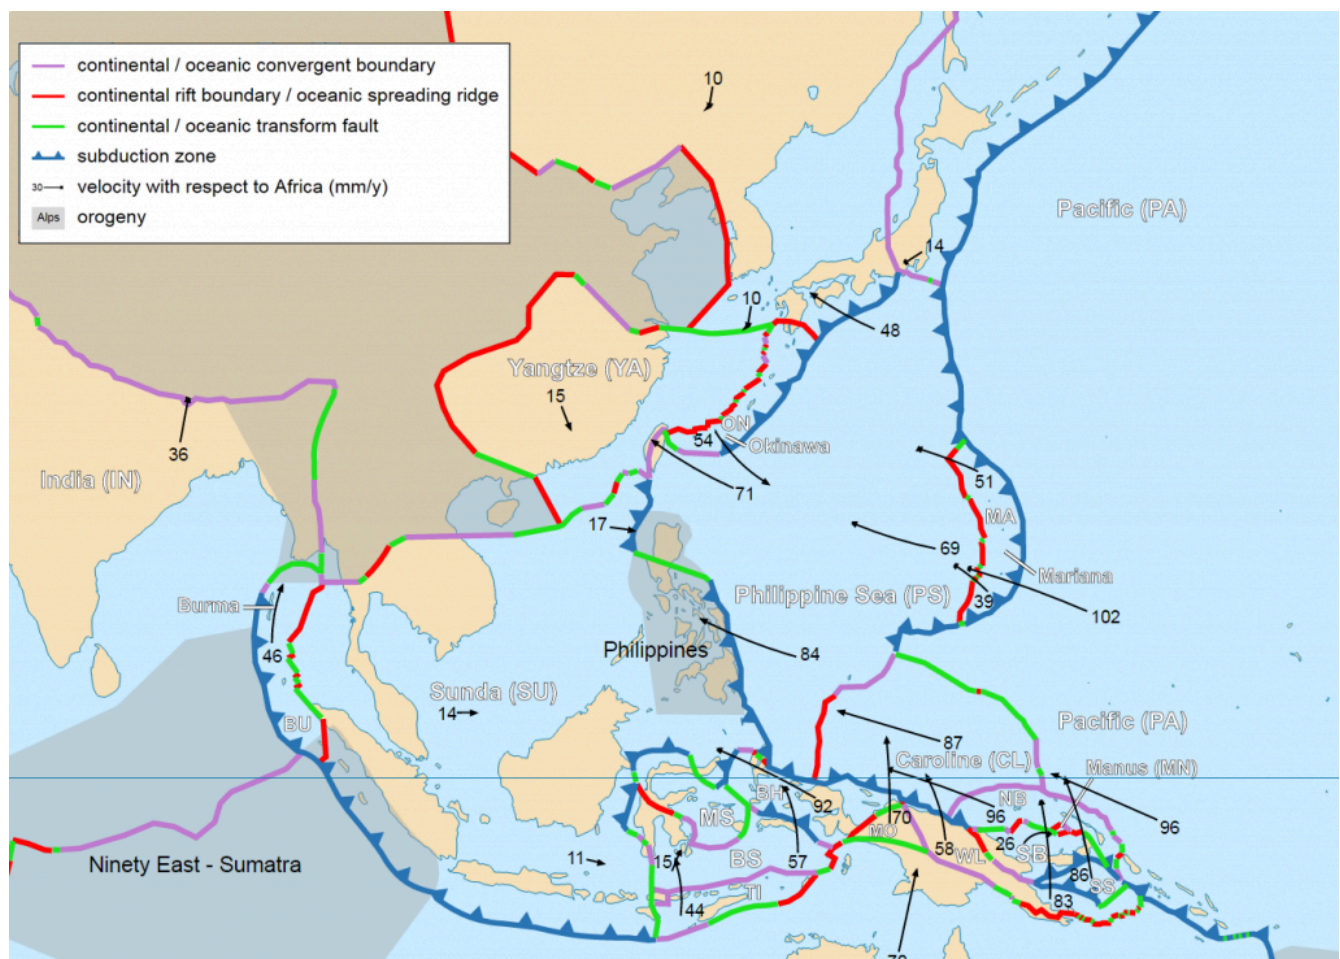 continental / oceanic convergent boundary
continental rift boundary / oceanic spreading ridge
continental / oceanic transform fault
subduction zone
30 velocity with respect to Africa (mm/y)
Alps orogeny
10
Pacific (PA)
14
10
48
Yangtze (YA)
15
36
India (IN)
ON
54
Okinawa
71
51
17
MA
69
Mariana
Philippine Sea (PS)
39
102
Burma
46
Philippines
84
Sunda (SU)
14
BU
Pacific (PA)
87
Caroline (CL)
Manus (MN)
BH
92
NB
MS
MO
70
96
96
26
58
SB
WL
11
15
BS
57
86
SS
Ninety East - Sumatra
TI
44
83